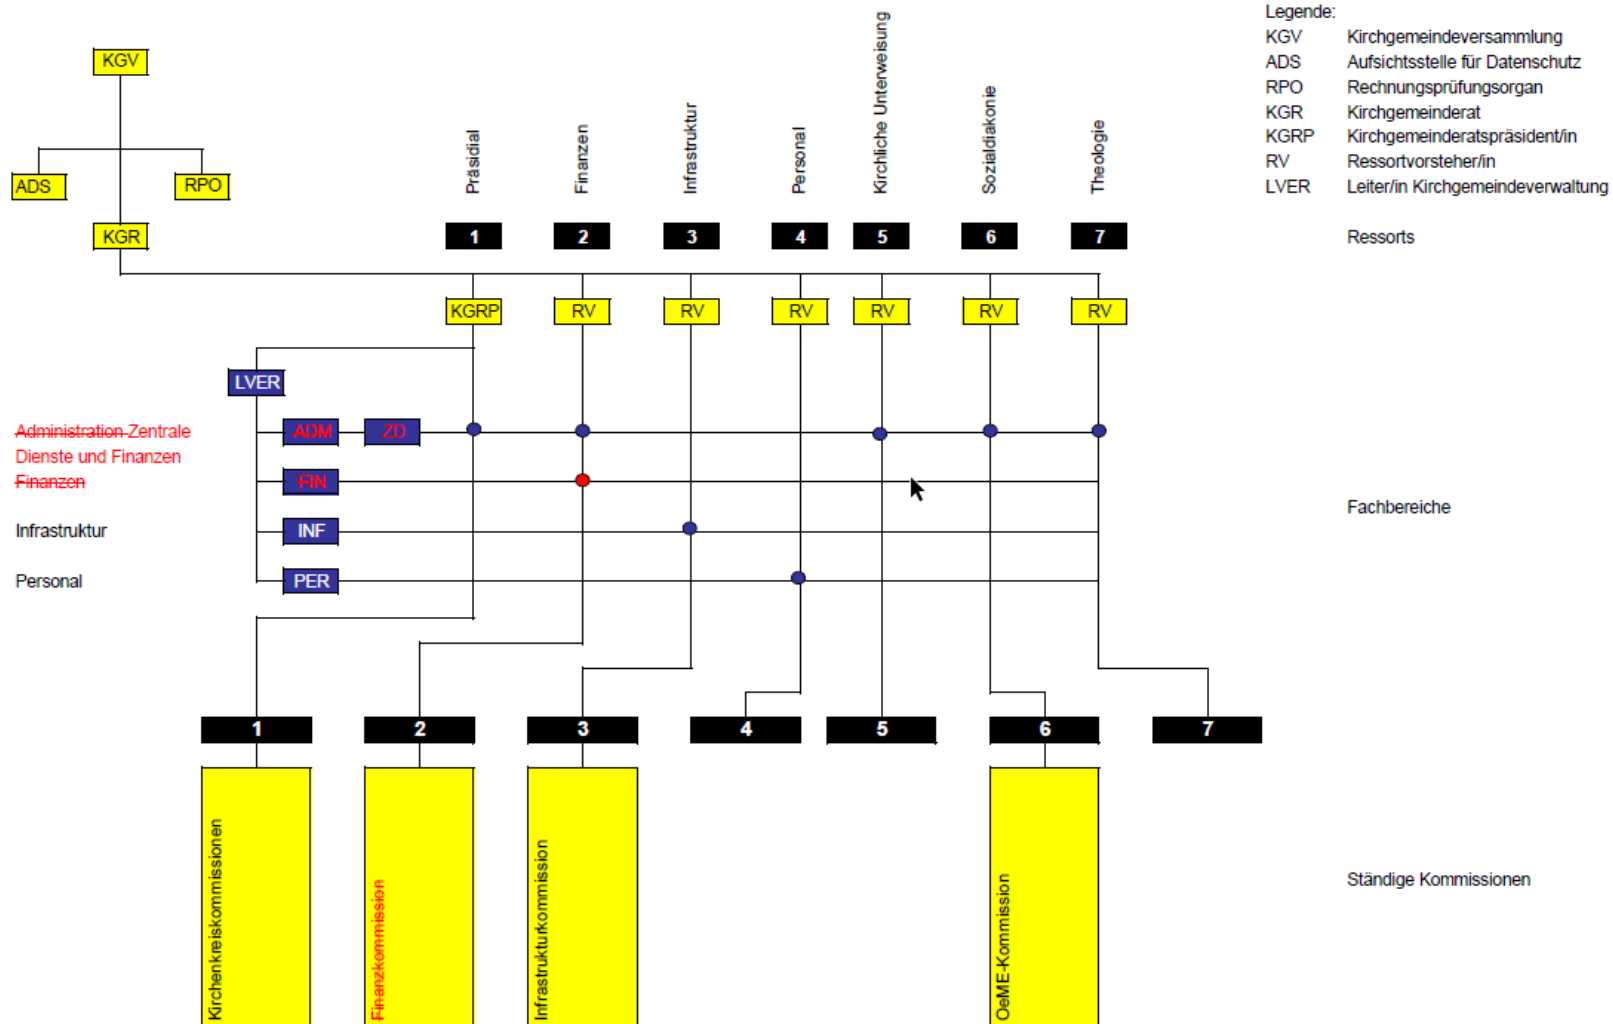 Legende:
KGV Kirchgemeindeversammlung
ADS Aufsichtsstelle für Datenschutz
RPO Rechnungsprüfungsorgan
KGR Kirchgemeinderat
KGRP Kirchgemeinderatspräsident/in
RV Ressortvorsteher/in
LVER Leiter/in Kirchgemeindeverwaltung
KGV
ADS
RPO
KGR
Präsidial
Finanzen
Infrastruktur
Personal
Kirchliche Unterweisung
Sozialdiakonie
Theologie
1 2 3 4 5 6 7
Ressorts
KGRP RV RV RV RV RV RV
LVER
Administration Zentrale
Dienste und Finanzen
Finanzen
ADM ZD
FIN
Infrastruktur
INF
Personal
PER
Fachbereiche
1 2 3 4 5 6 7
Kirchenkreiskommissionen
Finanzkommission
Infrastrukturkommission
OeME-Kommission
Ständige Kommissionen